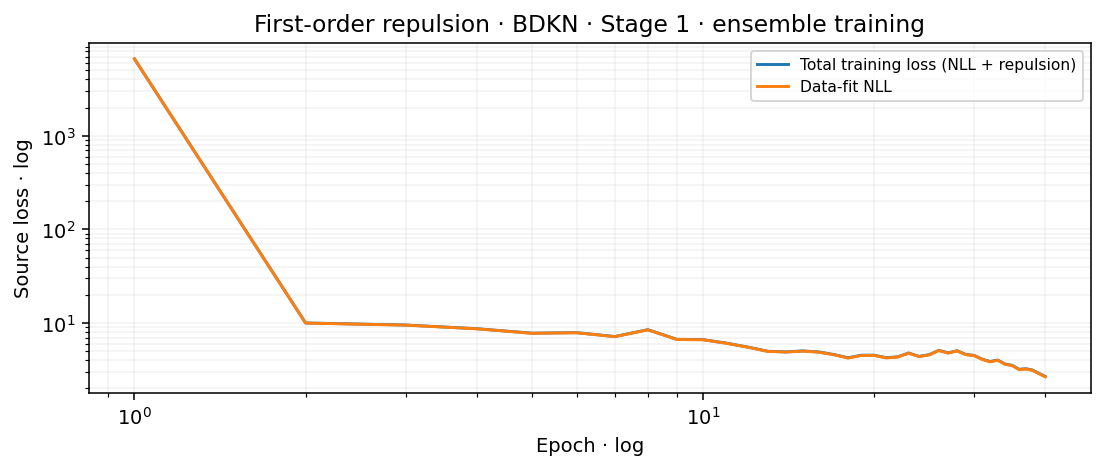 First-order repulsion · BDKN · Stage 1 · ensemble training
Total training loss (NLL + repulsion)
Data-fit NLL
Source loss · log
10³
10²
10¹
10⁰
10¹
Epoch · log